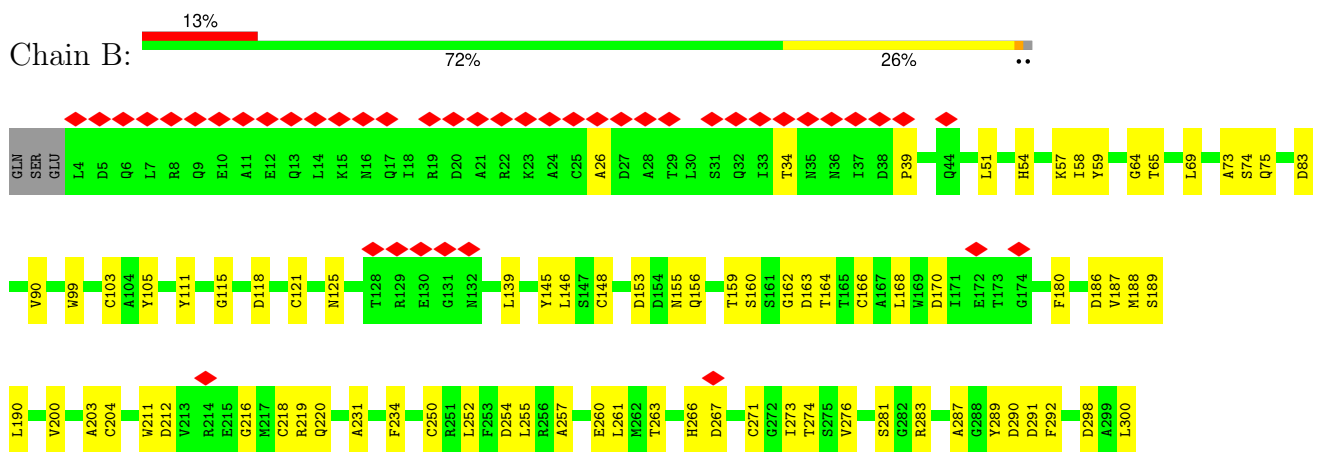 13%
Chain B:
72% 26% ••
GLN SER GLU L4 D5 Q6 L7 R8 Q9 E10 A11 E12 Q13 L14 K15 N16 Q17 I18 R19 D20 A21 R22 K23 A24 C25 A26 D27 A28 T29 L30 S31 Q32 I33 T34 N35 N36 I37 D38 P39 Q44 L51 H54 K57 I58 Y59 G64 T65 L69 A73 S74 Q75 D83
V90 W99 C103 A104 Y105 Y111 G115 D118 C121 N125 T128 R129 E130 G131 N132 L139 Y145 L146 S147 C148 D153 D154 N155 Q156 T159 S160 S161 G162 D163 T164 T165 C166 A167 L168 W169 D170 I171 E172 T173 G174 F180 D186 V187 M188 S189
L190 V200 A203 C204 W211 D212 V213 R214 E215 G216 M217 C218 R219 Q220 A231 F234 C250 R251 L252 F253 D254 L255 R256 A257 E260 L261 M262 T263 H266 D267 C271 G272 I273 T274 S275 V276 S281 G282 R283 A287 G288 Y289 D290 D291 F292 D298 A299 L300